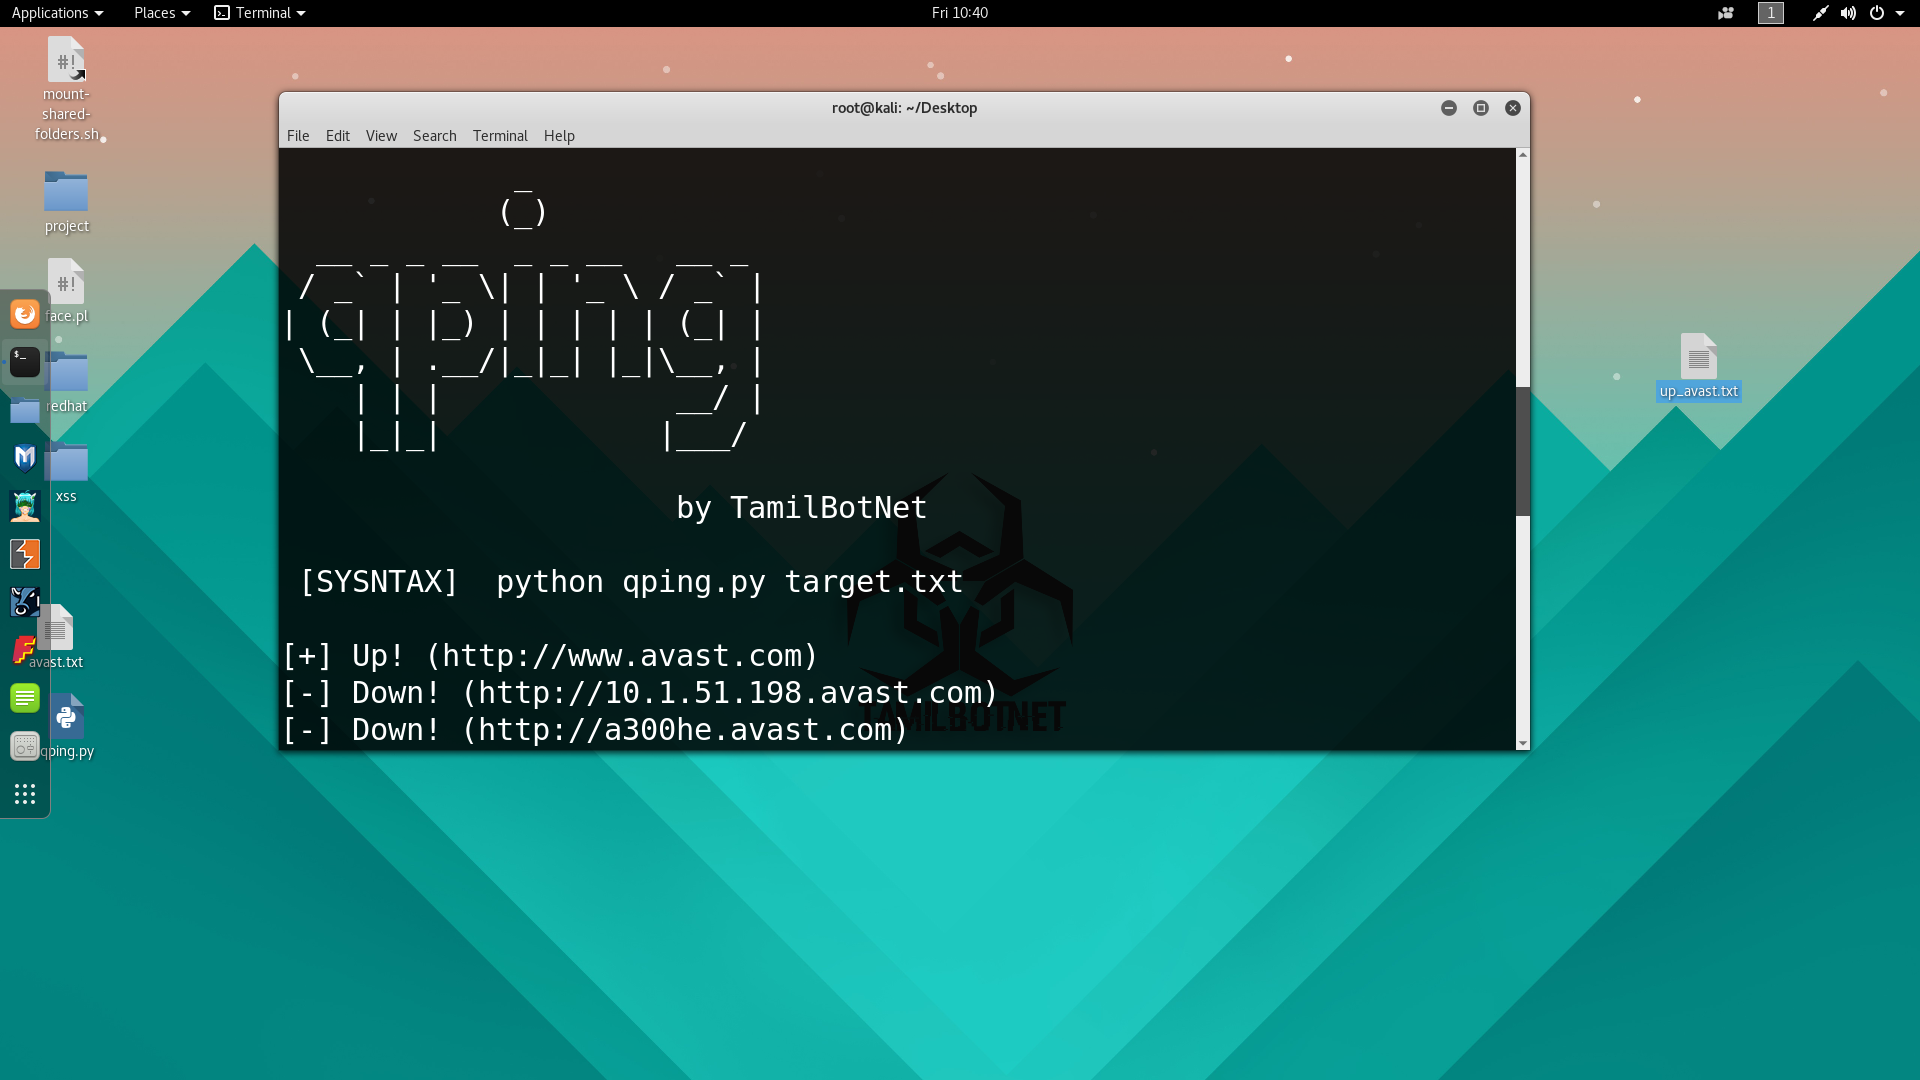 Applications
Places
Terminal
Fri 10:40
1
mount-
shared-
folders.sh
project
face.pl
redhat
xss
avast.txt
qping.py
up_avast.txt
root@kali: ~/Desktop
File Edit View Search Terminal Help
qping
by TamilBotNet
[SYSNTAX]  python qping.py target.txt
[+] Up! (http://www.avast.com)
[-] Down! (http://10.1.51.198.avast.com)
[-] Down! (http://a300he.avast.com)
TAMILBOTNET